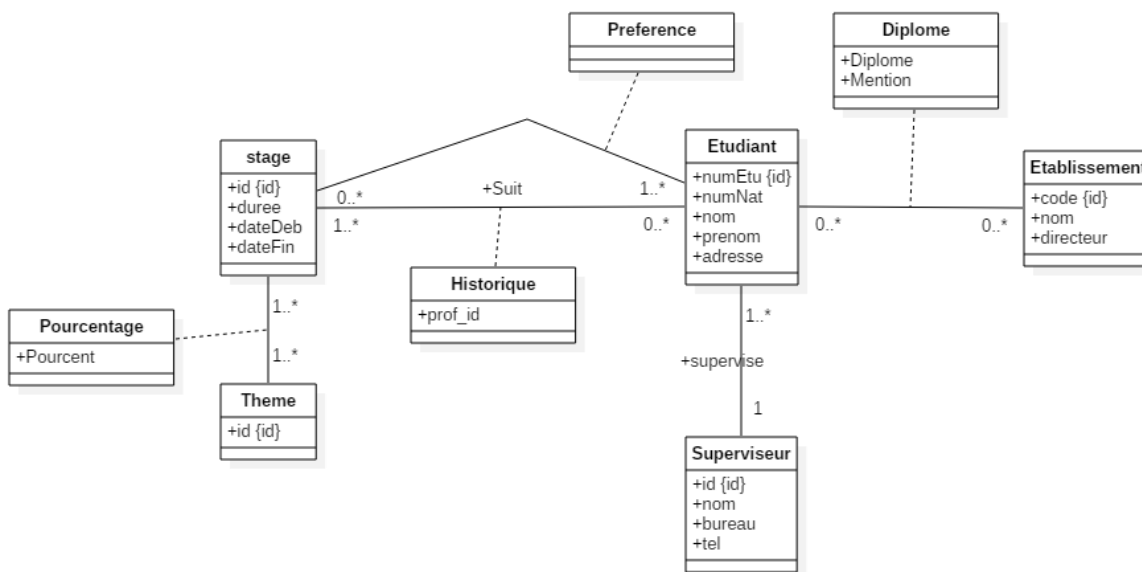 Preference
Diplome
+Diplome
+Mention
stage
+id {id}
+duree
+dateDeb
+dateFin
0..*
1..*
+Suit
1..*
0..*
Etudiant
+numEtu {id}
+numNat
+nom
+prenom
+adresse
0..*
0..*
Etablissement
+code {id}
+nom
+directeur
Historique
+prof_id
Pourcentage
+Pourcent
1..*
1..*
Theme
+id {id}
1..*
+supervise
1
Superviseur
+id {id}
+nom
+bureau
+tel